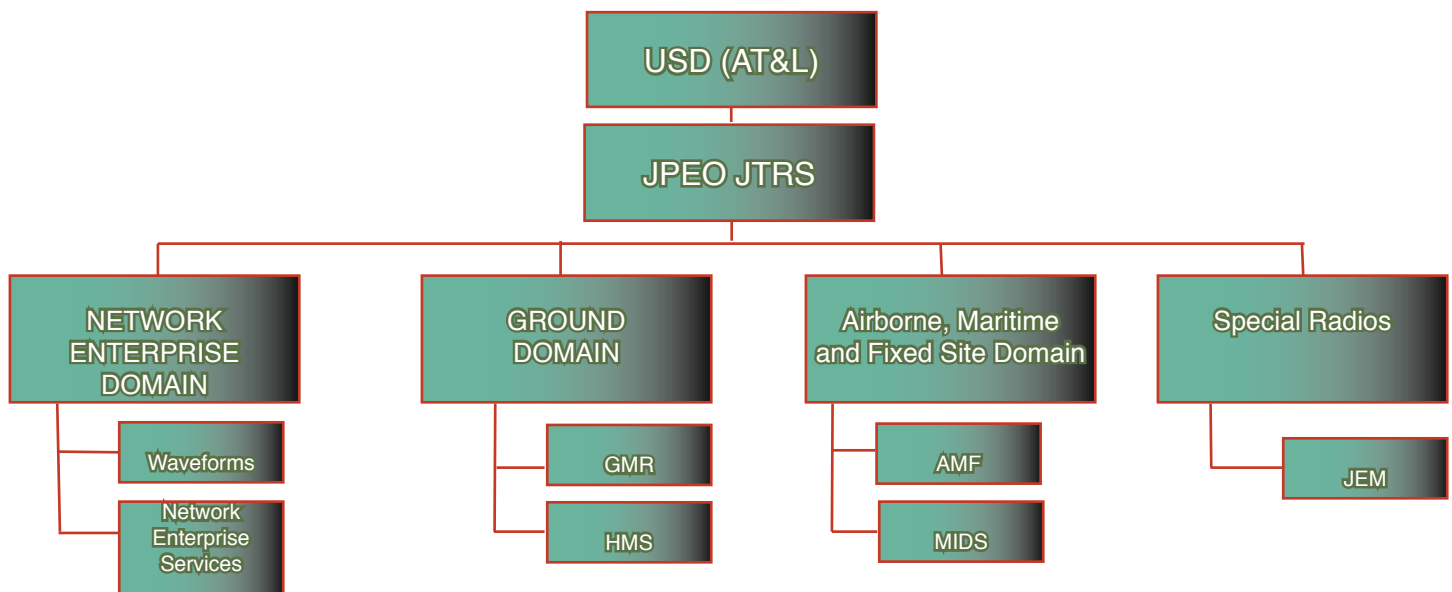 USD (AT&L)
JPEO JTRS
NETWORK
ENTERPRISE
DOMAIN
GROUND
DOMAIN
Airborne, Maritime
and Fixed Site Domain
Special Radios
Waveforms
Network
Enterprise
Services
GMR
HMS
AMF
MIDS
JEM